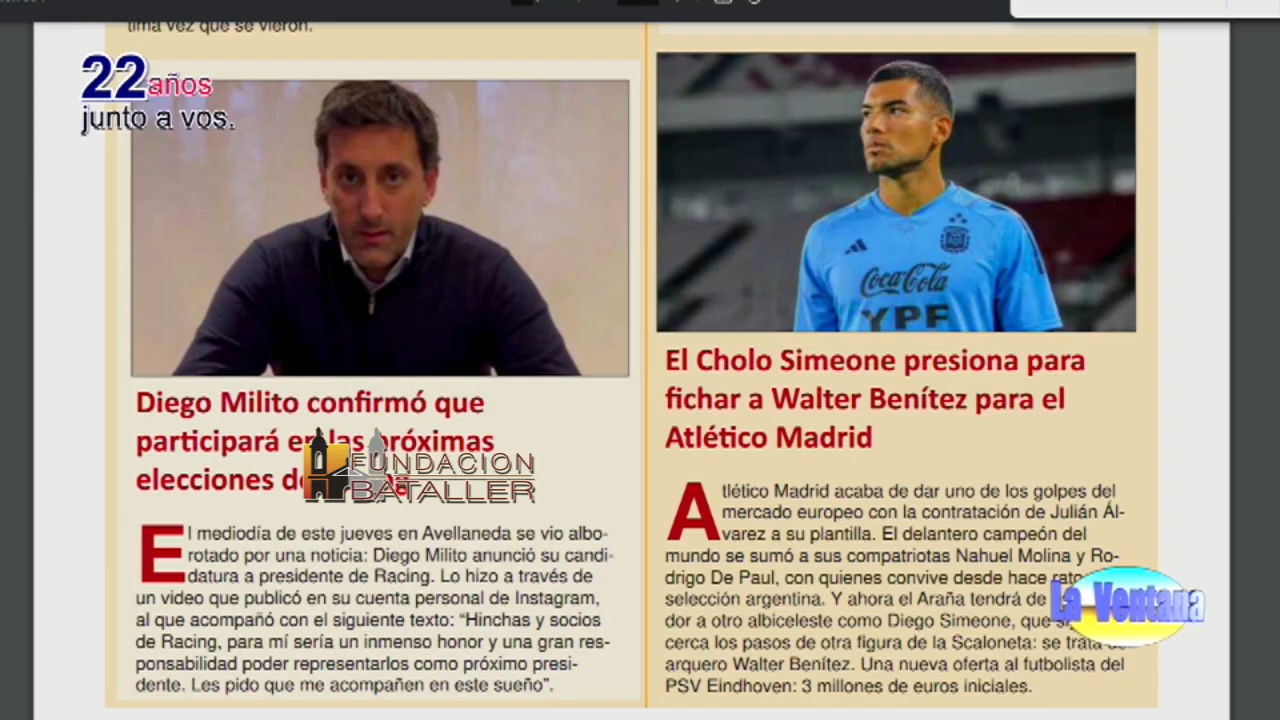 tima vez que se vieron.
22 años
junto a vos.
Diego Milito confirmó que
participará en las próximas
elecciones
FUNDACION
BATALLER
El mediodía de este jueves en Avellaneda se vio albo-
rotado por una noticia: Diego Milito anunció su candi-
datura a presidente de Racing. Lo hizo a través de
un video que publicó en su cuenta personal de Instagram,
al que acompañó con el siguiente texto: “Hinchas y socios
de Racing, para mí sería un inmenso honor y una gran res-
ponsabilidad poder representarlos como próximo presi-
dente. Les pido que me acompañen en este sueño”.
Coca-Cola
YPF
El Cholo Simeone presiona para
fichar a Walter Benítez para el
Atlético Madrid
Atlético Madrid acaba de dar uno de los golpes del
mercado europeo con la contratación de Julián Ál-
varez a su plantilla. El delantero campeón del
mundo se sumó a sus compatriotas Nahuel Molina y Ro-
drigo De Paul, con quienes convive desde hace rato
selección argentina. Y ahora el Araña tendrá de
dor a otro albiceleste como Diego Simeone, que
cerca los pasos de otra figura de la Scaloneta: se trata
arquero Walter Benítez. Una nueva oferta al futbolista del
PSV Eindhoven: 3 millones de euros iniciales.
La Ventana